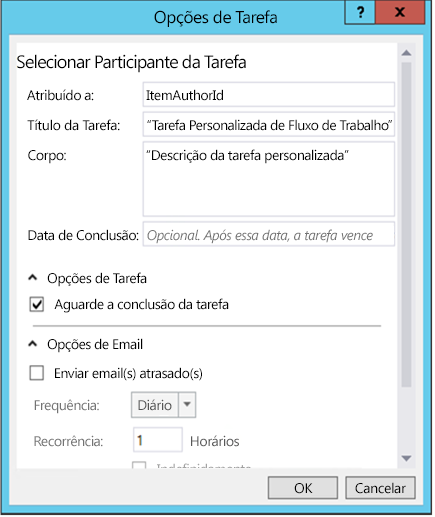 Opções de Tarefa
?
x
Selecionar Participante da Tarefa
Atribuído a: ItemAuthorId
Título da Tarefa: “Tarefa Personalizada de Fluxo de Trabalho”
Corpo: “Descrição da tarefa personalizada”
Data de Conclusão: Opcional. Após essa data, a tarefa vence
Opções de Tarefa
Aguarde a conclusão da tarefa
Opções de Email
Enviar email(s) atrasado(s)
Frequência: Diário
Recorrência: 1 Horários
Indefinidamente
OK Cancelar